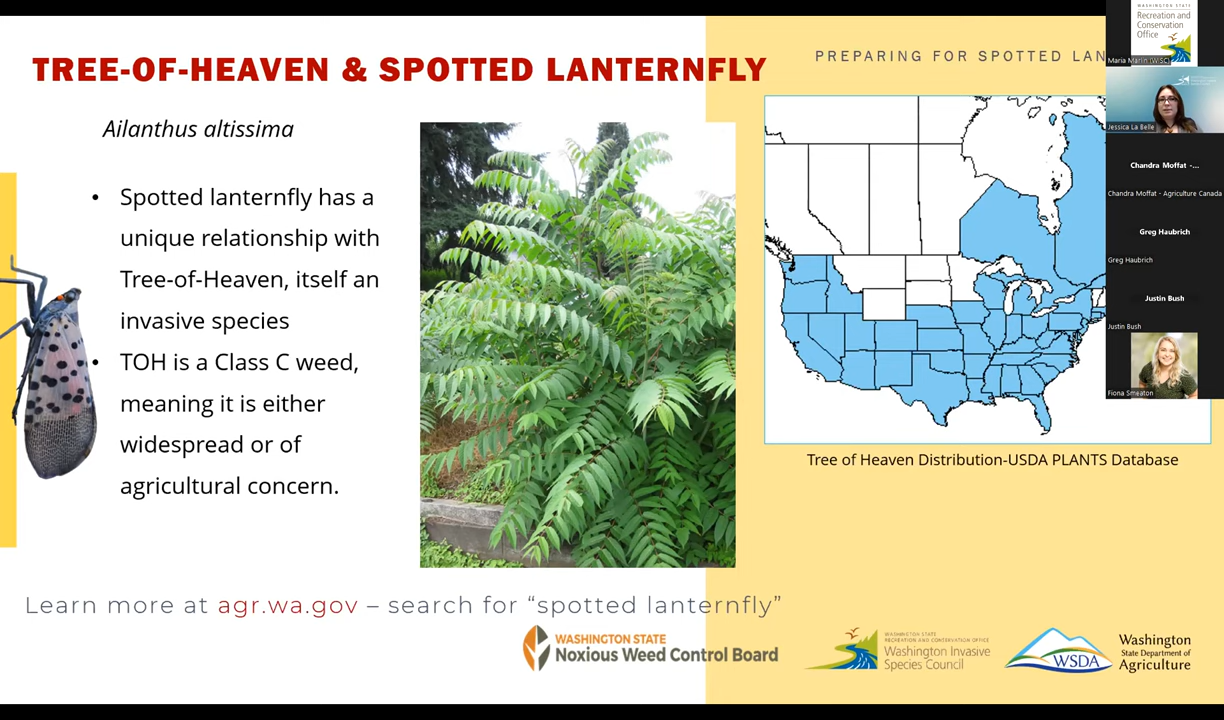 TREE-OF-HEAVEN & SPOTTED LANTERNFLY
PREPARING FOR SPOTTED LAN
Ailanthus altissima
• Spotted lanternfly has a
unique relationship with
Tree-of-Heaven, itself an
invasive species
• TOH is a Class C weed,
meaning it is either
widespread or of
agricultural concern.
Tree of Heaven Distribution-USDA PLANTS Database
Learn more at agr.wa.gov – search for “spotted lanternfly”
WASHINGTON STATE
Noxious Weed Control Board
WASHINGTON STATE
RECREATION AND CONSERVATION OFFICE
Washington Invasive
Species Council
WSDA
Washington
State Department of
Agriculture
WASHINGTON STATE
Recreation and
Conservation
Office
Maria Marlin (WISC)
Jessica La Belle
Chandra Moffat -...
Chandra Moffat - Agriculture Canada
Greg Haubrich
Greg Haubrich
Justin Bush
Justin Bush
Fiona Smeaton